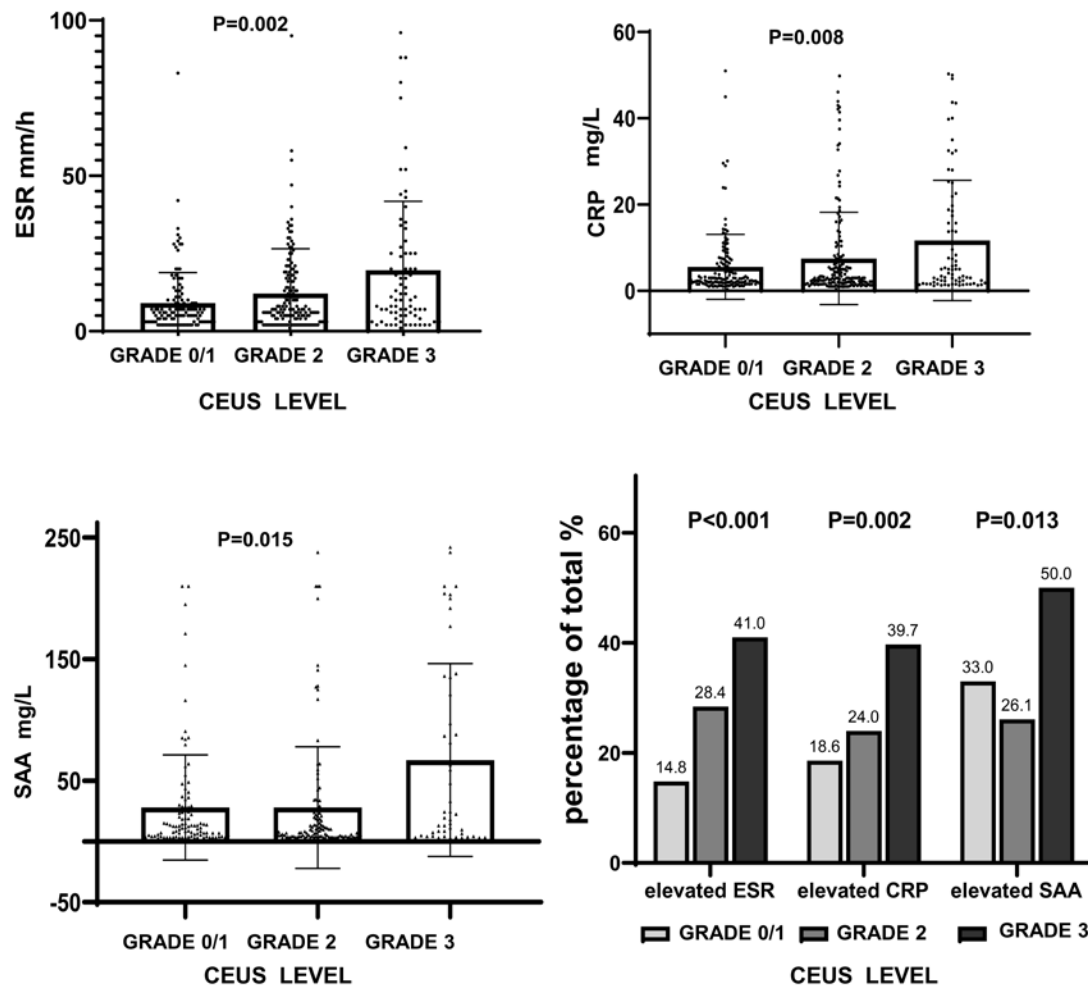 P=0.002
ESR mm/h
100
50
0
GRADE 0/1 GRADE 2 GRADE 3
CEUS LEVEL
P=0.008
CRP mg/L
60
40
20
0
GRADE 0/1 GRADE 2 GRADE 3
CEUS LEVEL
P=0.015
SAA mg/L
250
150
50
-50
GRADE 0/1 GRADE 2 GRADE 3
CEUS LEVEL
percentage of total %
60
40
20
0
P<0.001 P=0.002 P=0.013
14.8 28.4 41.0 18.6 24.0 39.7 33.0 26.1 50.0
elevated ESR elevated CRP elevated SAA
GRADE 0/1 GRADE 2 GRADE 3
CEUS LEVEL